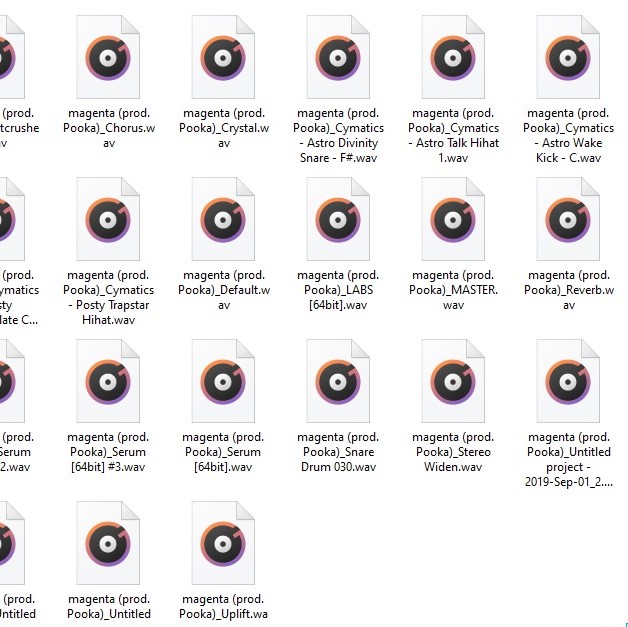 (prod.
tcrushe
av
magenta (prod.
Pooka)_Chorus.w
av
magenta (prod.
Pooka)_Crystal.w
av
magenta (prod.
Pooka)_Cymatics
- Astro Divinity
Snare - F#.wav
magenta (prod.
Pooka)_Cymatics
- Astro Talk Hihat
1.wav
magenta (prod.
Pooka)_Cymatics
- Astro Wake
Kick - C.wav
(prod.
ymatics
sty
late C...
magenta (prod.
Pooka)_Cymatics
- Posty Trapstar
Hihat.wav
magenta (prod.
Pooka)_Default.w
av
magenta (prod.
Pooka)_LABS
[64bit].wav
magenta (prod.
Pooka)_MASTER.
wav
magenta (prod.
Pooka)_Reverb.w
av
(prod.
Serum
2.wav
magenta (prod.
Pooka)_Serum
[64bit] #3.wav
magenta (prod.
Pooka)_Serum
[64bit].wav
magenta (prod.
Pooka)_Snare
Drum 030.wav
magenta (prod.
Pooka)_Stereo
Widen.wav
magenta (prod.
Pooka)_Untitled
project -
2019-Sep-01_2....
(prod.
Untitled
magenta (prod.
Pooka)_Untitled
magenta (prod.
Pooka)_Uplift.wa